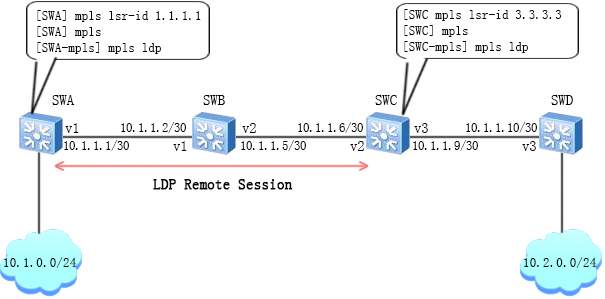 [SWA] mpls lsr-id 1.1.1.1
[SWA] mpls
[SWA-mpls] mpls ldp
[SWC mpls lsr-id 3.3.3.3
[SWC] mpls
[SWC-mpls] mpls ldp
SWA
SWB
SWC
SWD
v1
10.1.1.2/30
v2
10.1.1.6/30
v3
10.1.1.10/30
10.1.1.1/30
v1
10.1.1.5/30
v2
10.1.1.9/30
v3
LDP Remote Session
10.1.0.0/24
10.2.0.0/24